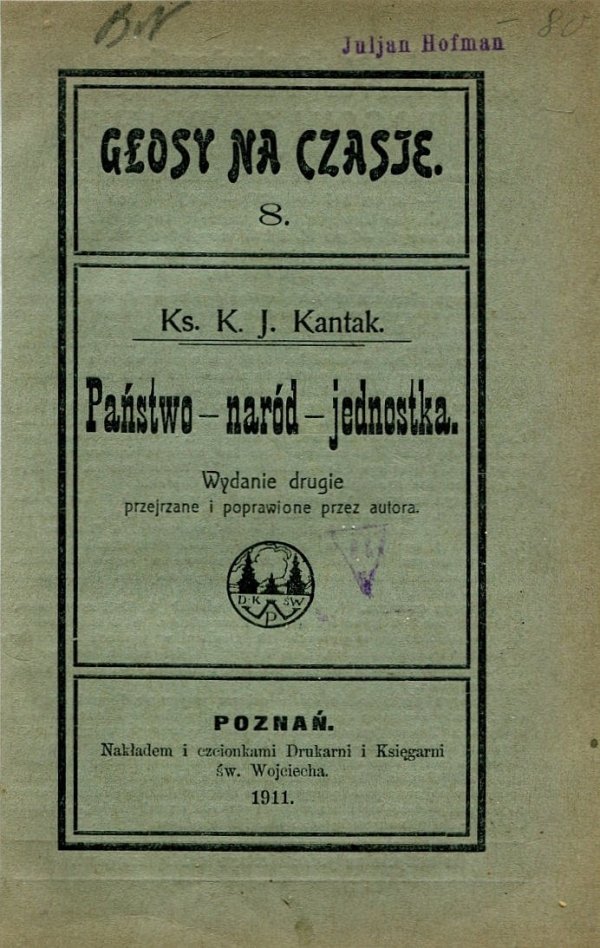 Juljan Hofman
GŁOSY NA CZASIE.
8.
Ks. K. J. Kantak.
Państwo – naród – jednostka.
Wydanie drugie
przejrzane i poprawione przez autora.
D·K ŚW
P
POZNAŃ.
Nakładem i czcionkami Drukarni i Księgarni
św. Wojciecha.
1911.